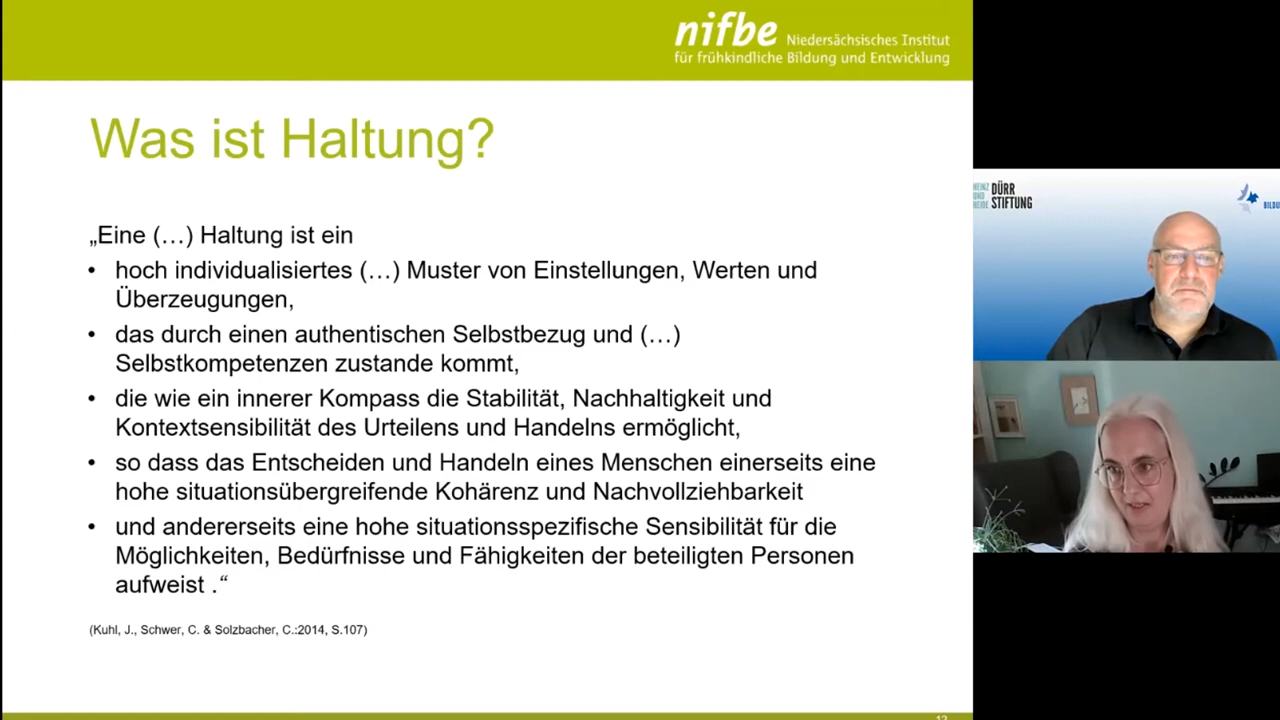 nifbe Niedersächsisches Institut
für frühkindliche Bildung und Entwicklung
Was ist Haltung?
„Eine (…) Haltung ist ein
• hoch individualisiertes (…) Muster von Einstellungen, Werten und
Überzeugungen,
• das durch einen authentischen Selbstbezug und (…)
Selbstkompetenzen zustande kommt,
• die wie ein innerer Kompass die Stabilität, Nachhaltigkeit und
Kontextsensibilität des Urteilens und Handelns ermöglicht,
• so dass das Entscheiden und Handeln eines Menschen einerseits eine
hohe situationsübergreifende Kohärenz und Nachvollziehbarkeit
• und andererseits eine hohe situationsspezifische Sensibilität für die
Möglichkeiten, Bedürfnisse und Fähigkeiten der beteiligten Personen
aufweist .“
(Kuhl, J., Schwer, C. & Solzbacher, C.:2014, S.107)
HEINZ
UND
HEIDE
DÜRR
STIFTUNG